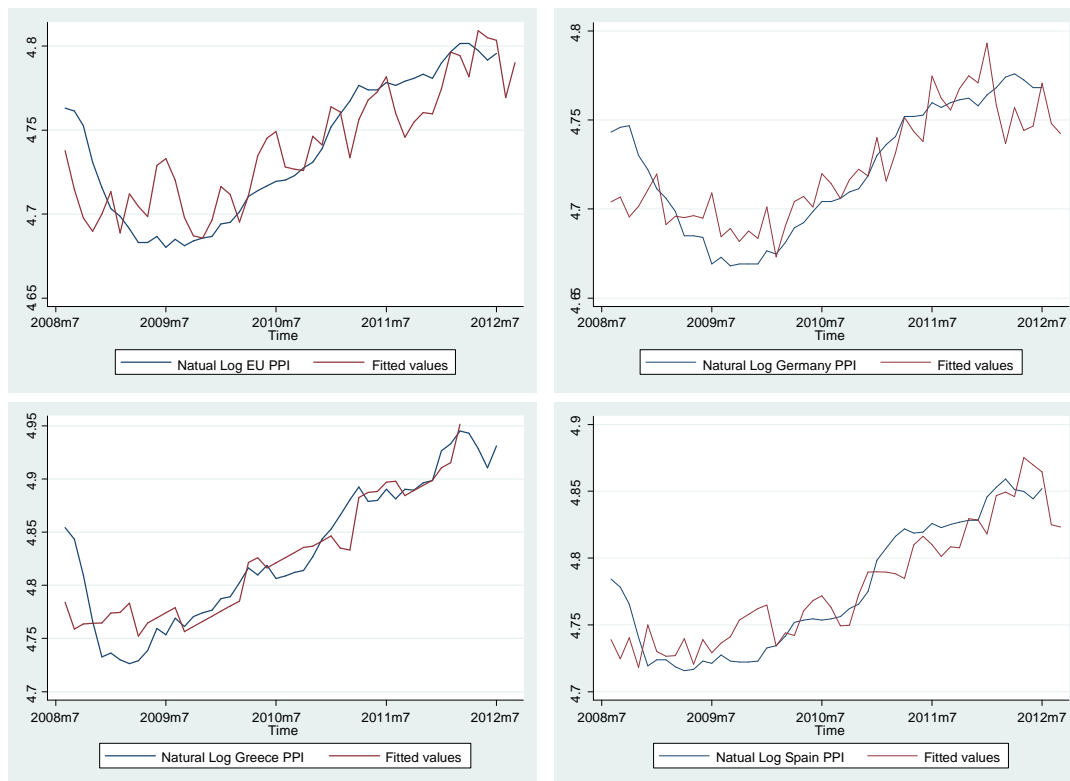 4.8
4.75
4.7
4.65
2008m7 2009m7 2010m7 2011m7 2012m7
Time
Natual Log EU PPI Fitted values
4.8
4.75
4.7
4.66
2008m7 2009m7 2010m7 2011m7 2012m7
Time
Natural Log Germany PPI Fitted values
4.95
4.9
4.85
4.8
4.75
4.7
2008m7 2009m7 2010m7 2011m7 2012m7
Time
Natural Log Greece PPI Fitted values
4.9
4.85
4.8
4.75
4.7
2008m7 2009m7 2010m7 2011m7 2012m7
Time
Natual Log Spain PPI Fitted values